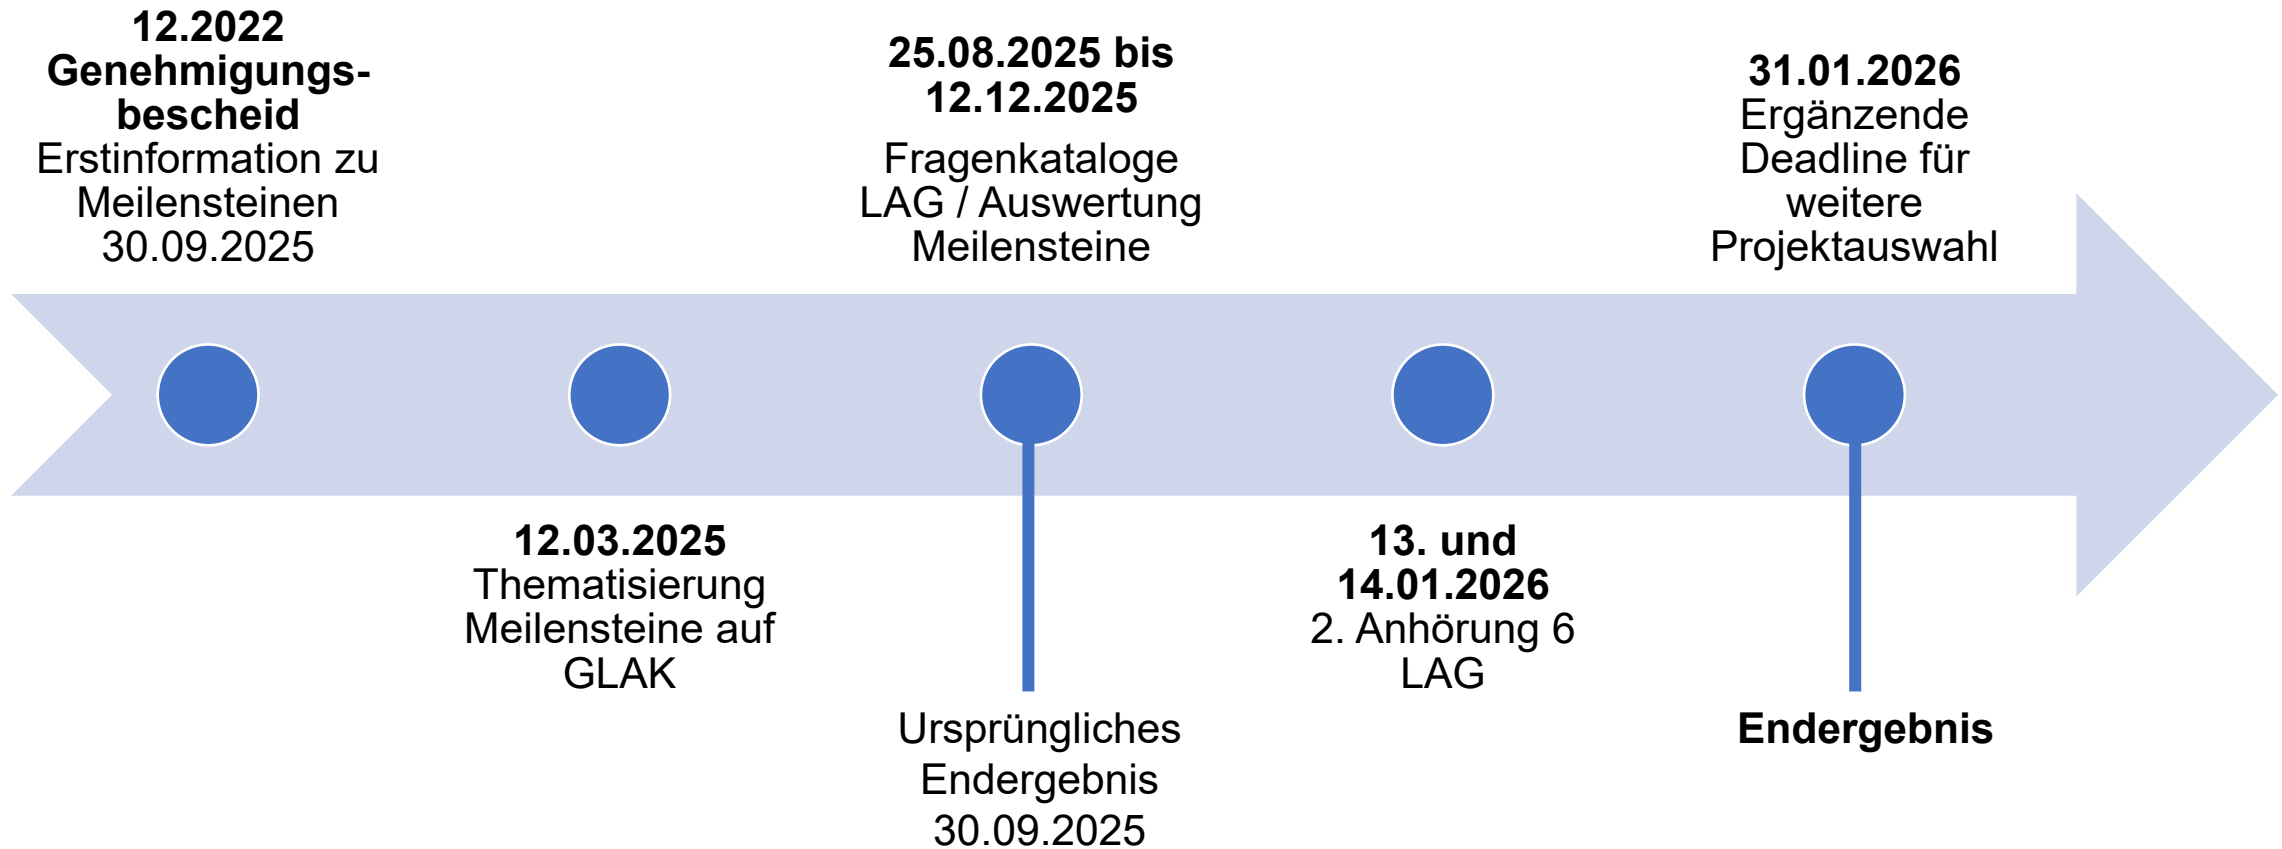 12.2022
Genehmigungs-
bescheid
Erstinformation zu
Meilensteinen
30.09.2025
12.03.2025
Thematisierung
Meilensteine auf
GLAK
25.08.2025 bis
12.12.2025
Fragenkataloge
LAG / Auswertung
Meilensteine
Ursprüngliches
Endergebnis
30.09.2025
13. und
14.01.2026
2. Anhörung 6
LAG
31.01.2026
Ergänzende
Deadline für
weitere
Projektauswahl
Endergebnis